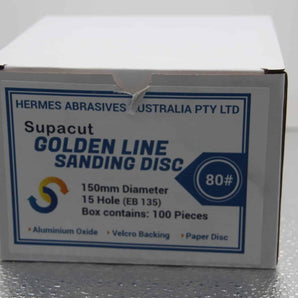 HERMES ABRASIVES AUSTRALIA PTY LTD
Supacut
GOLDEN LINE
SANDING DISC
80#
150mm Diameter
15 Hole (EB 135)
Box contains: 100 Pieces
• Aluminium Oxide • Velcro Backing • Paper Disc